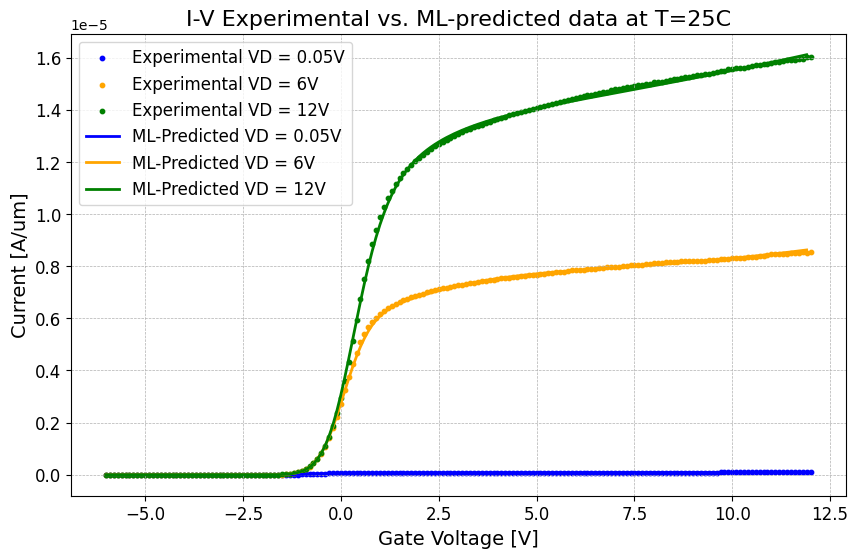 I-V Experimental vs. ML-predicted data at T=25C
1e−5
Experimental VD = 0.05V
Experimental VD = 6V
Experimental VD = 12V
ML-Predicted VD = 0.05V
ML-Predicted VD = 6V
ML-Predicted VD = 12V
Current [A/um]
1.6
1.4
1.2
1.0
0.8
0.6
0.4
0.2
0.0
−5.0 −2.5 0.0 2.5 5.0 7.5 10.0 12.5
Gate Voltage [V]